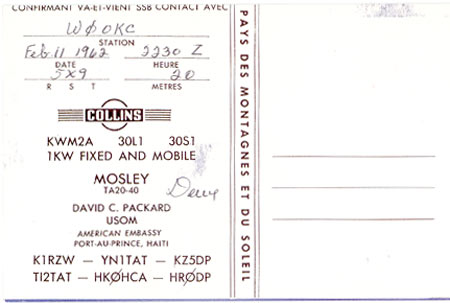 CONFIRMANT VA-ET-VIENT SSB CONTACT AVEC
WØOKC
STATION
Feb 11 1962 2230 Z
DATE HEURE
5X9 20
R S T METRES
COLLINS
KWM2A 30L1 30S1
1KW FIXED AND MOBILE
MOSLEY
TA20-40
DAVID C. PACKARD
USOM
AMERICAN EMBASSY
PORT-AU-PRINCE, HAITI
K1RZW — YN1TAT — KZ5DP
TI2TAT — HKØHCA — HRØDP
PAYS DES MONTAGNES ET DU SOLEIL